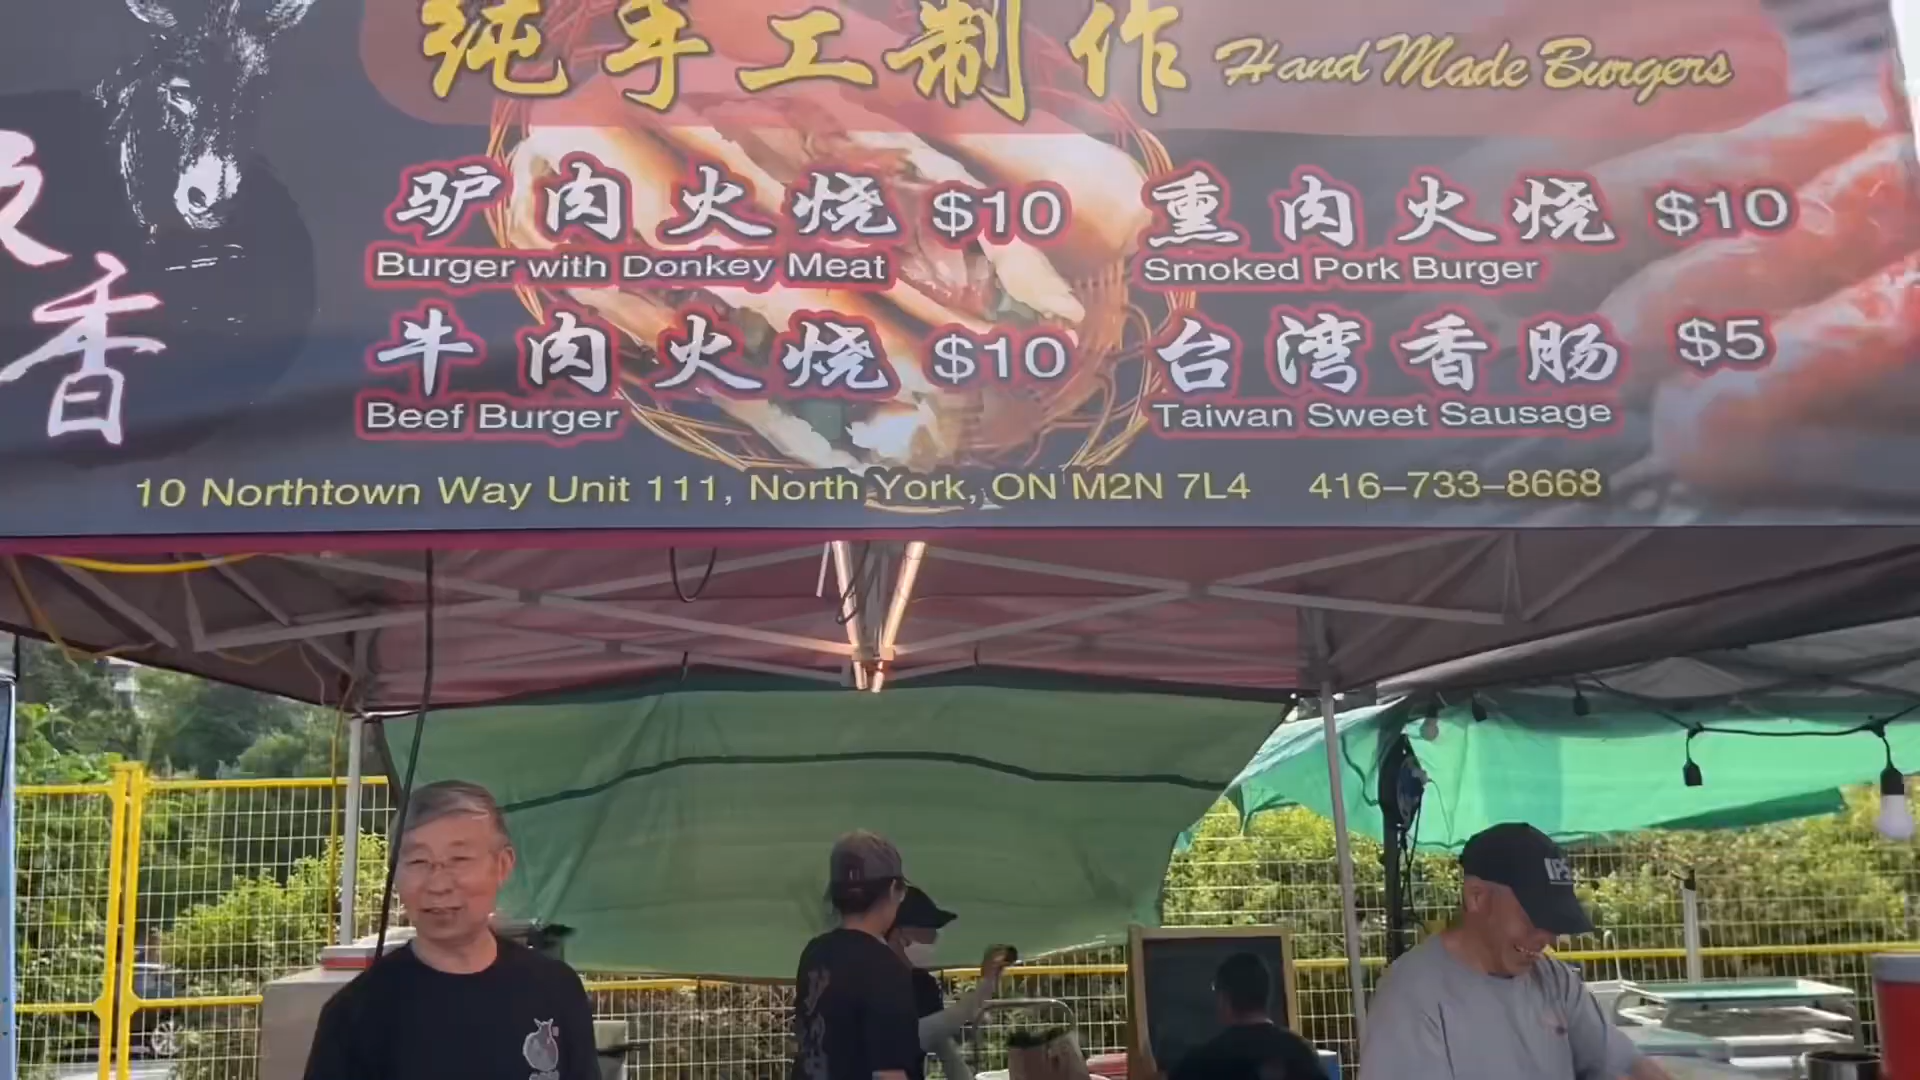 纯手工制作 Hand Made Burgers
驴肉火烧 $10
Burger with Donkey Meat
熏肉火烧 $10
Smoked Pork Burger
牛肉火烧 $10
Beef Burger
台湾香肠 $5
Taiwan Sweet Sausage
香
10 Northtown Way Unit 111, North York, ON M2N 7L4 416-733-8668